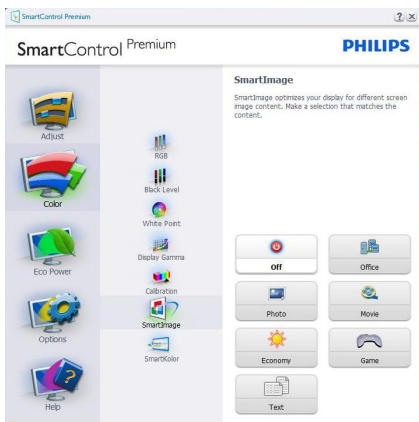 SmartControl Premium
SmartControl Premium
PHILIPS
Adjust
Color
Eco Power
Options
Help
RGB
Black Level
White Point
Display Gamma
Calibration
SmartImage
SmartKolor
SmartImage
SmartImage optimizes your display for different screen
image content. Make a selection that matches the
content.
Off
Office
Photo
Movie
Economy
Game
Text